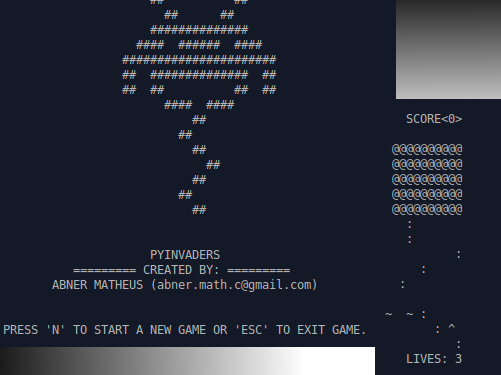 SCORE<0>
PYINVADERS
========= CREATED BY: =========
ABNER MATHEUS (abner.math.c@gmail.com)
PRESS 'N' TO START A NEW GAME OR 'ESC' TO EXIT GAME.
LIVES: 3